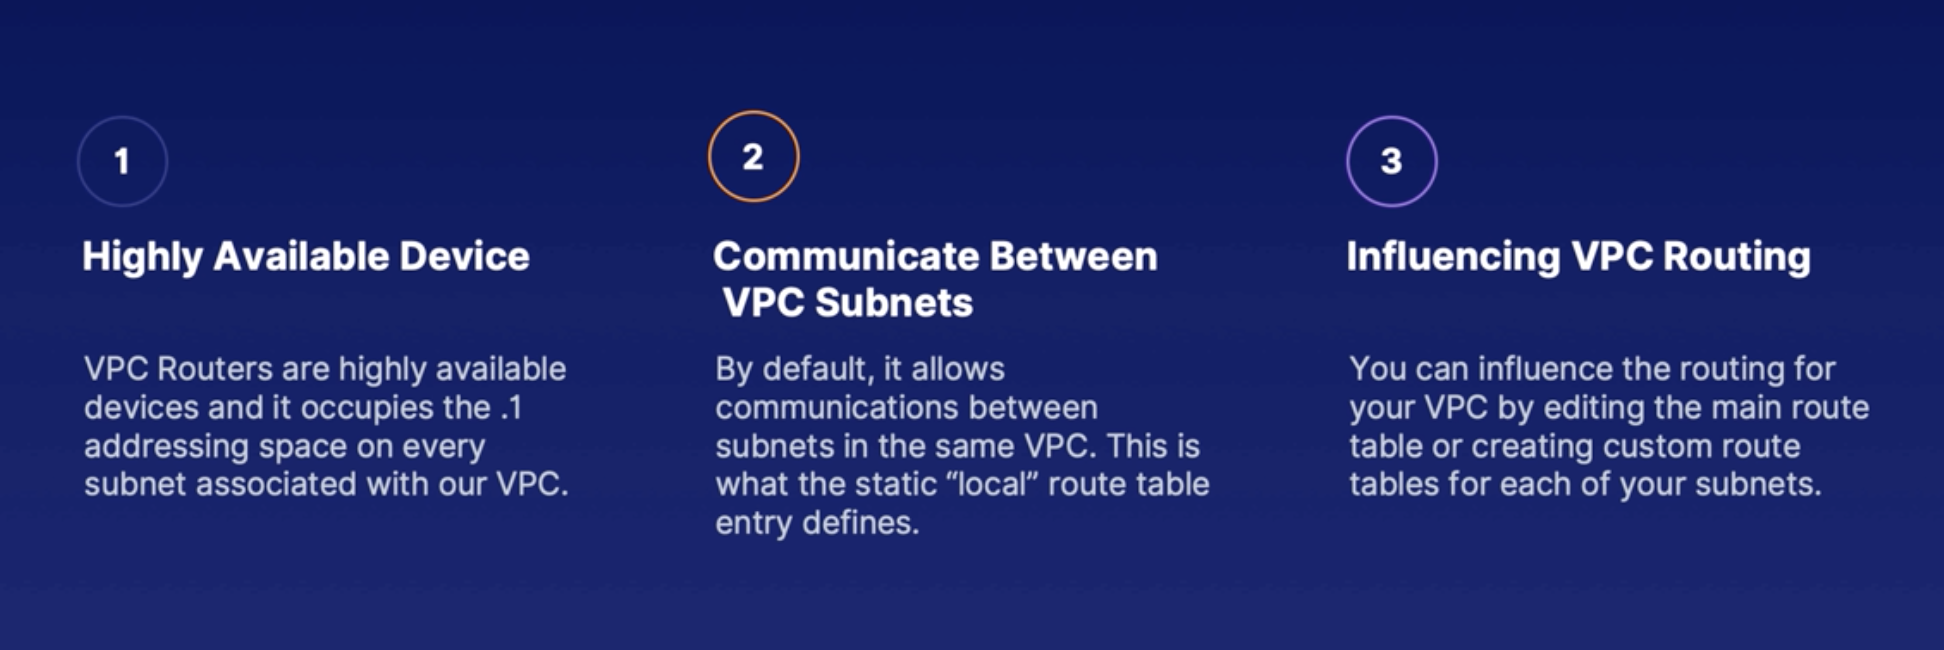 1
Highly Available Device
VPC Routers are highly available
devices and it occupies the .1
addressing space on every
subnet associated with our VPC.
2
Communicate Between
VPC Subnets
By default, it allows
communications between
subnets in the same VPC. This is
what the static “local” route table
entry defines.
3
Influencing VPC Routing
You can influence the routing for
your VPC by editing the main route
table or creating custom route
tables for each of your subnets.